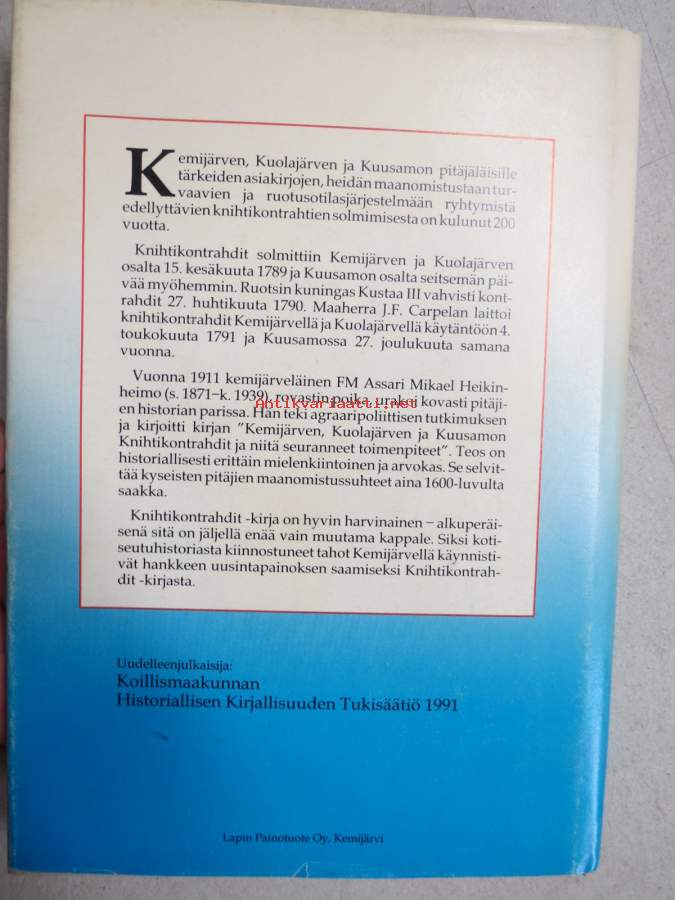 Kemijärven, Kuolajärven ja Kuusamon pitäjäläisille
tärkeiden asiakirjojen, heidän maanomistustaan tur-
vaavien ja ruotusotilasjärjestelmään ryhtymistä
edellyttävien knihtikontrahtien solmimisesta on kulunut 200
vuotta.
Knihtikontrahdit solmittiin Kemijärven ja Kuolajärven
osalta 15. kesäkuuta 1789 ja Kuusamon osalta seitsemän päi-
vää myöhemmin. Ruotsin kuningas Kustaa III vahvisti kont-
rahdit 27. huhtikuuta 1790. Maaherra J.F. Carpelan laittoi
knihtikontrahdit Kemijärvellä ja Kuolajärvellä käytäntöön 4.
toukokuuta 1791 ja Kuusamossa 27. joulukuuta samana
vuonna.
Vuonna 1911 kemijärveläinen FM Assari Mikael Heikin-
heimo (s. 1871–k. 1939), rovastin poika, urakoi kovasti pitäji-
en historian parissa. Hän teki agraaripoliittisen tutkimuksen
ja kirjoitti kirjan "Kemijärven, Kuolajärven ja Kuusamon
Knihtikontrahdit ja niitä seuranneet toimenpiteet". Teos on
historiallisesti erittäin mielenkiintoinen ja arvokas. Se selvit-
tää kyseisten pitäjien maanomistussuhteet aina 1600-luvulta
saakka.
Knihtikontrahdit -kirja on hyvin harvinainen – alkuperäi-
senä sitä on jäljellä enää vain muutama kappale. Siksi koti-
seutuhistoriasta kiinnostuneet tahot Kemijärvellä käynnisti-
vät hankkeen uusintapainoksen saamiseksi Knihtikontrah-
dit -kirjasta.
Uudelleenjulkaisija:
Koillismaakunnan
Historiallisen Kirjallisuuden Tukisäätiö 1991
Lapin Painotuote Oy, Kemijärvi
antikvariaatti.net